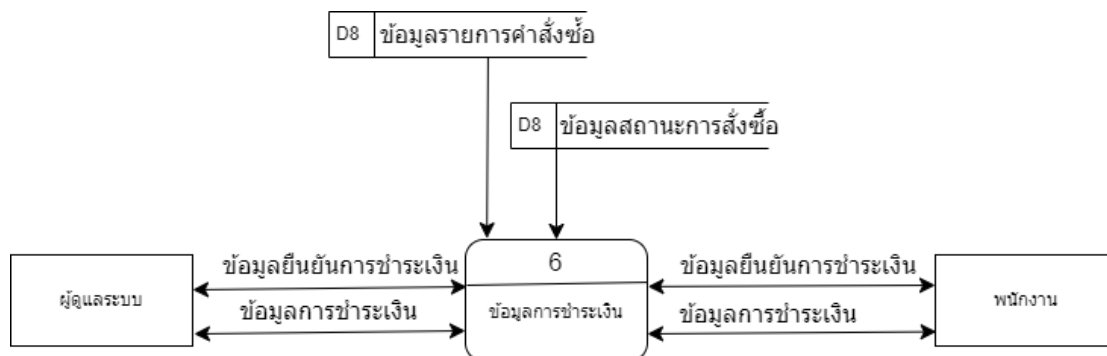 D8 ข้อมูลรายการคำสั่งซื้อ
D8 ข้อมูลสถานะการสั่งซื้อ
6
ข้อมูลยืนยันการชำระเงิน
ข้อมูลยืนยันการชำระเงิน
ผู้ดูแลระบบ
ข้อมูลการชำระเงิน
ข้อมูลการชำระเงิน
ข้อมูลการชำระเงิน
พนักงาน